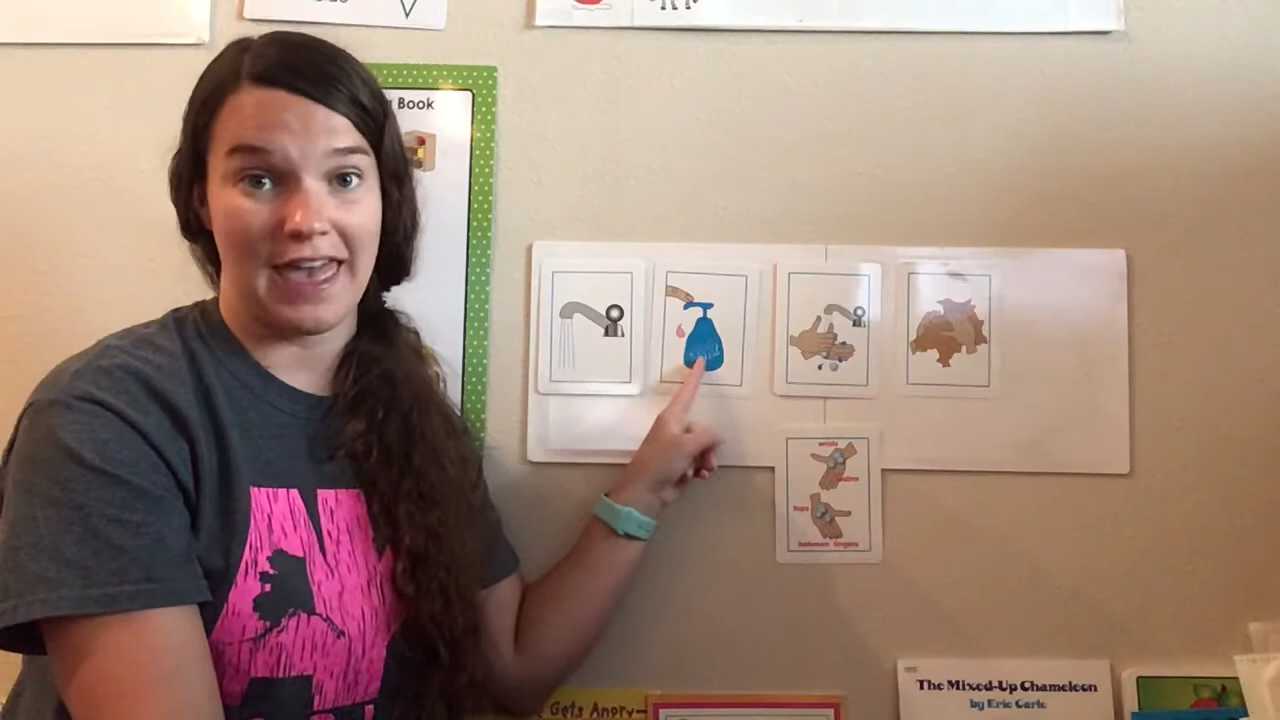 Book
wrists
palms
tops
between fingers
Gets Angry—
The Mixed-Up Chameleon
by Eric Carle